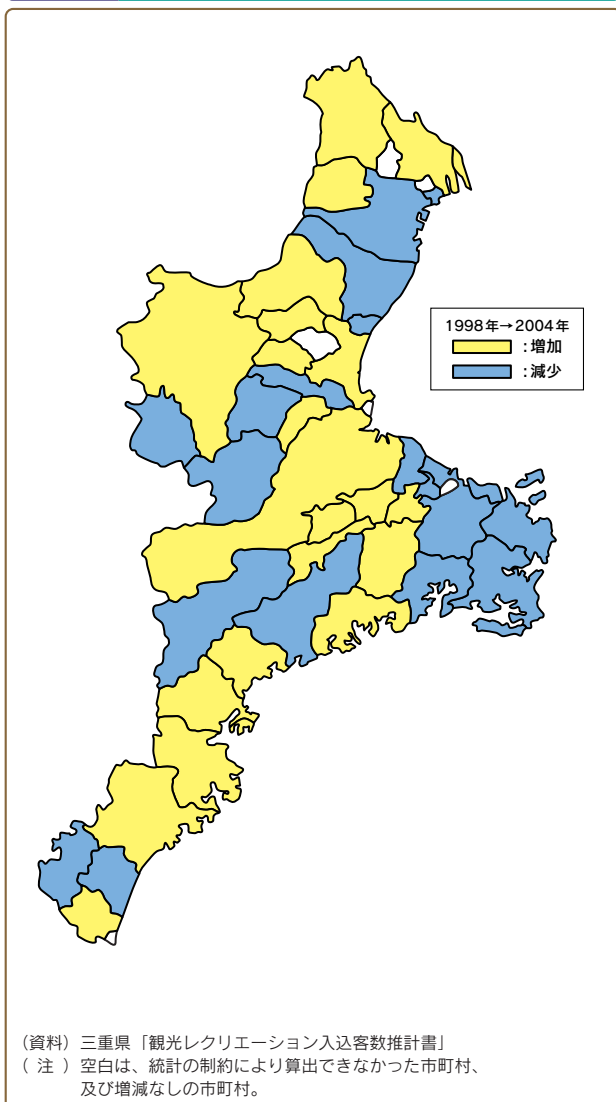 1998年→2004年
：増加
：減少
（資料）三重県「観光レクリエーション入込客数推計書」
（ 注 ）空白は、統計の制約により算出できなかった市町村、
及び増減なしの市町村。